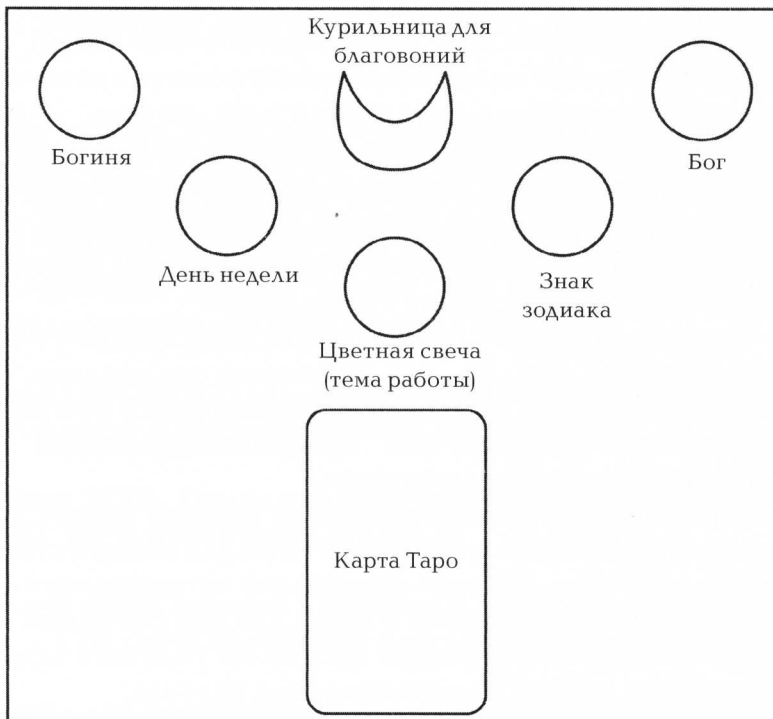 Курильница для
благовоний
Богиня
Бог
День недели
Знак
зодиака
Цветная свеча
(тема работы)
Карта Таро